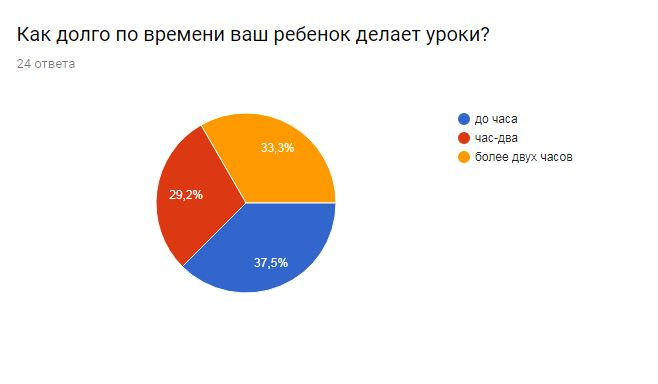 Как долго по времени ваш ребенок делает уроки?
24 ответа
до часа
час-два
более двух часов
33,3%
29,2%
37,5%